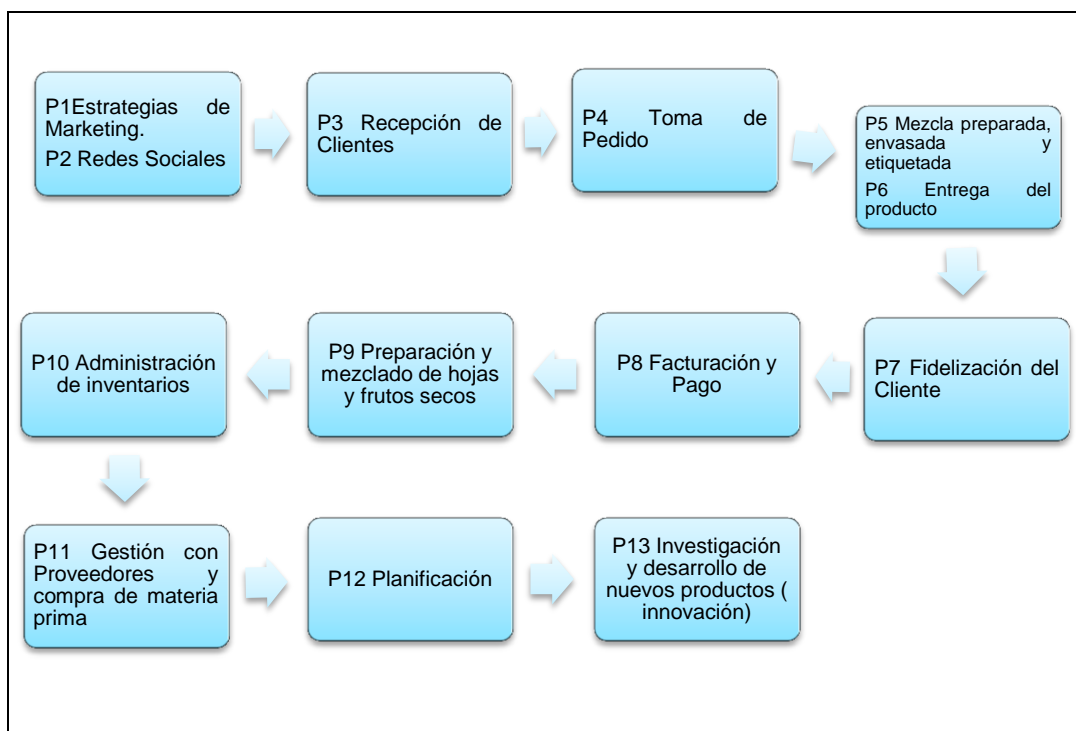 P1Estrategias de
Marketing.
P2 Redes Sociales
P3 Recepción de
Clientes
P4 Toma de
Pedido
P5 Mezcla preparada,
envasada y
etiquetada
P6 Entrega del
producto
P7 Fidelización del
Cliente
P8 Facturación y
Pago
P9 Preparación y
mezclado de hojas
y frutos secos
P10 Administración
de inventarios
P11 Gestión con
Proveedores y
compra de materia
prima
P12 Planificación
P13 Investigación
y desarrollo de
nuevos productos (
innovación)